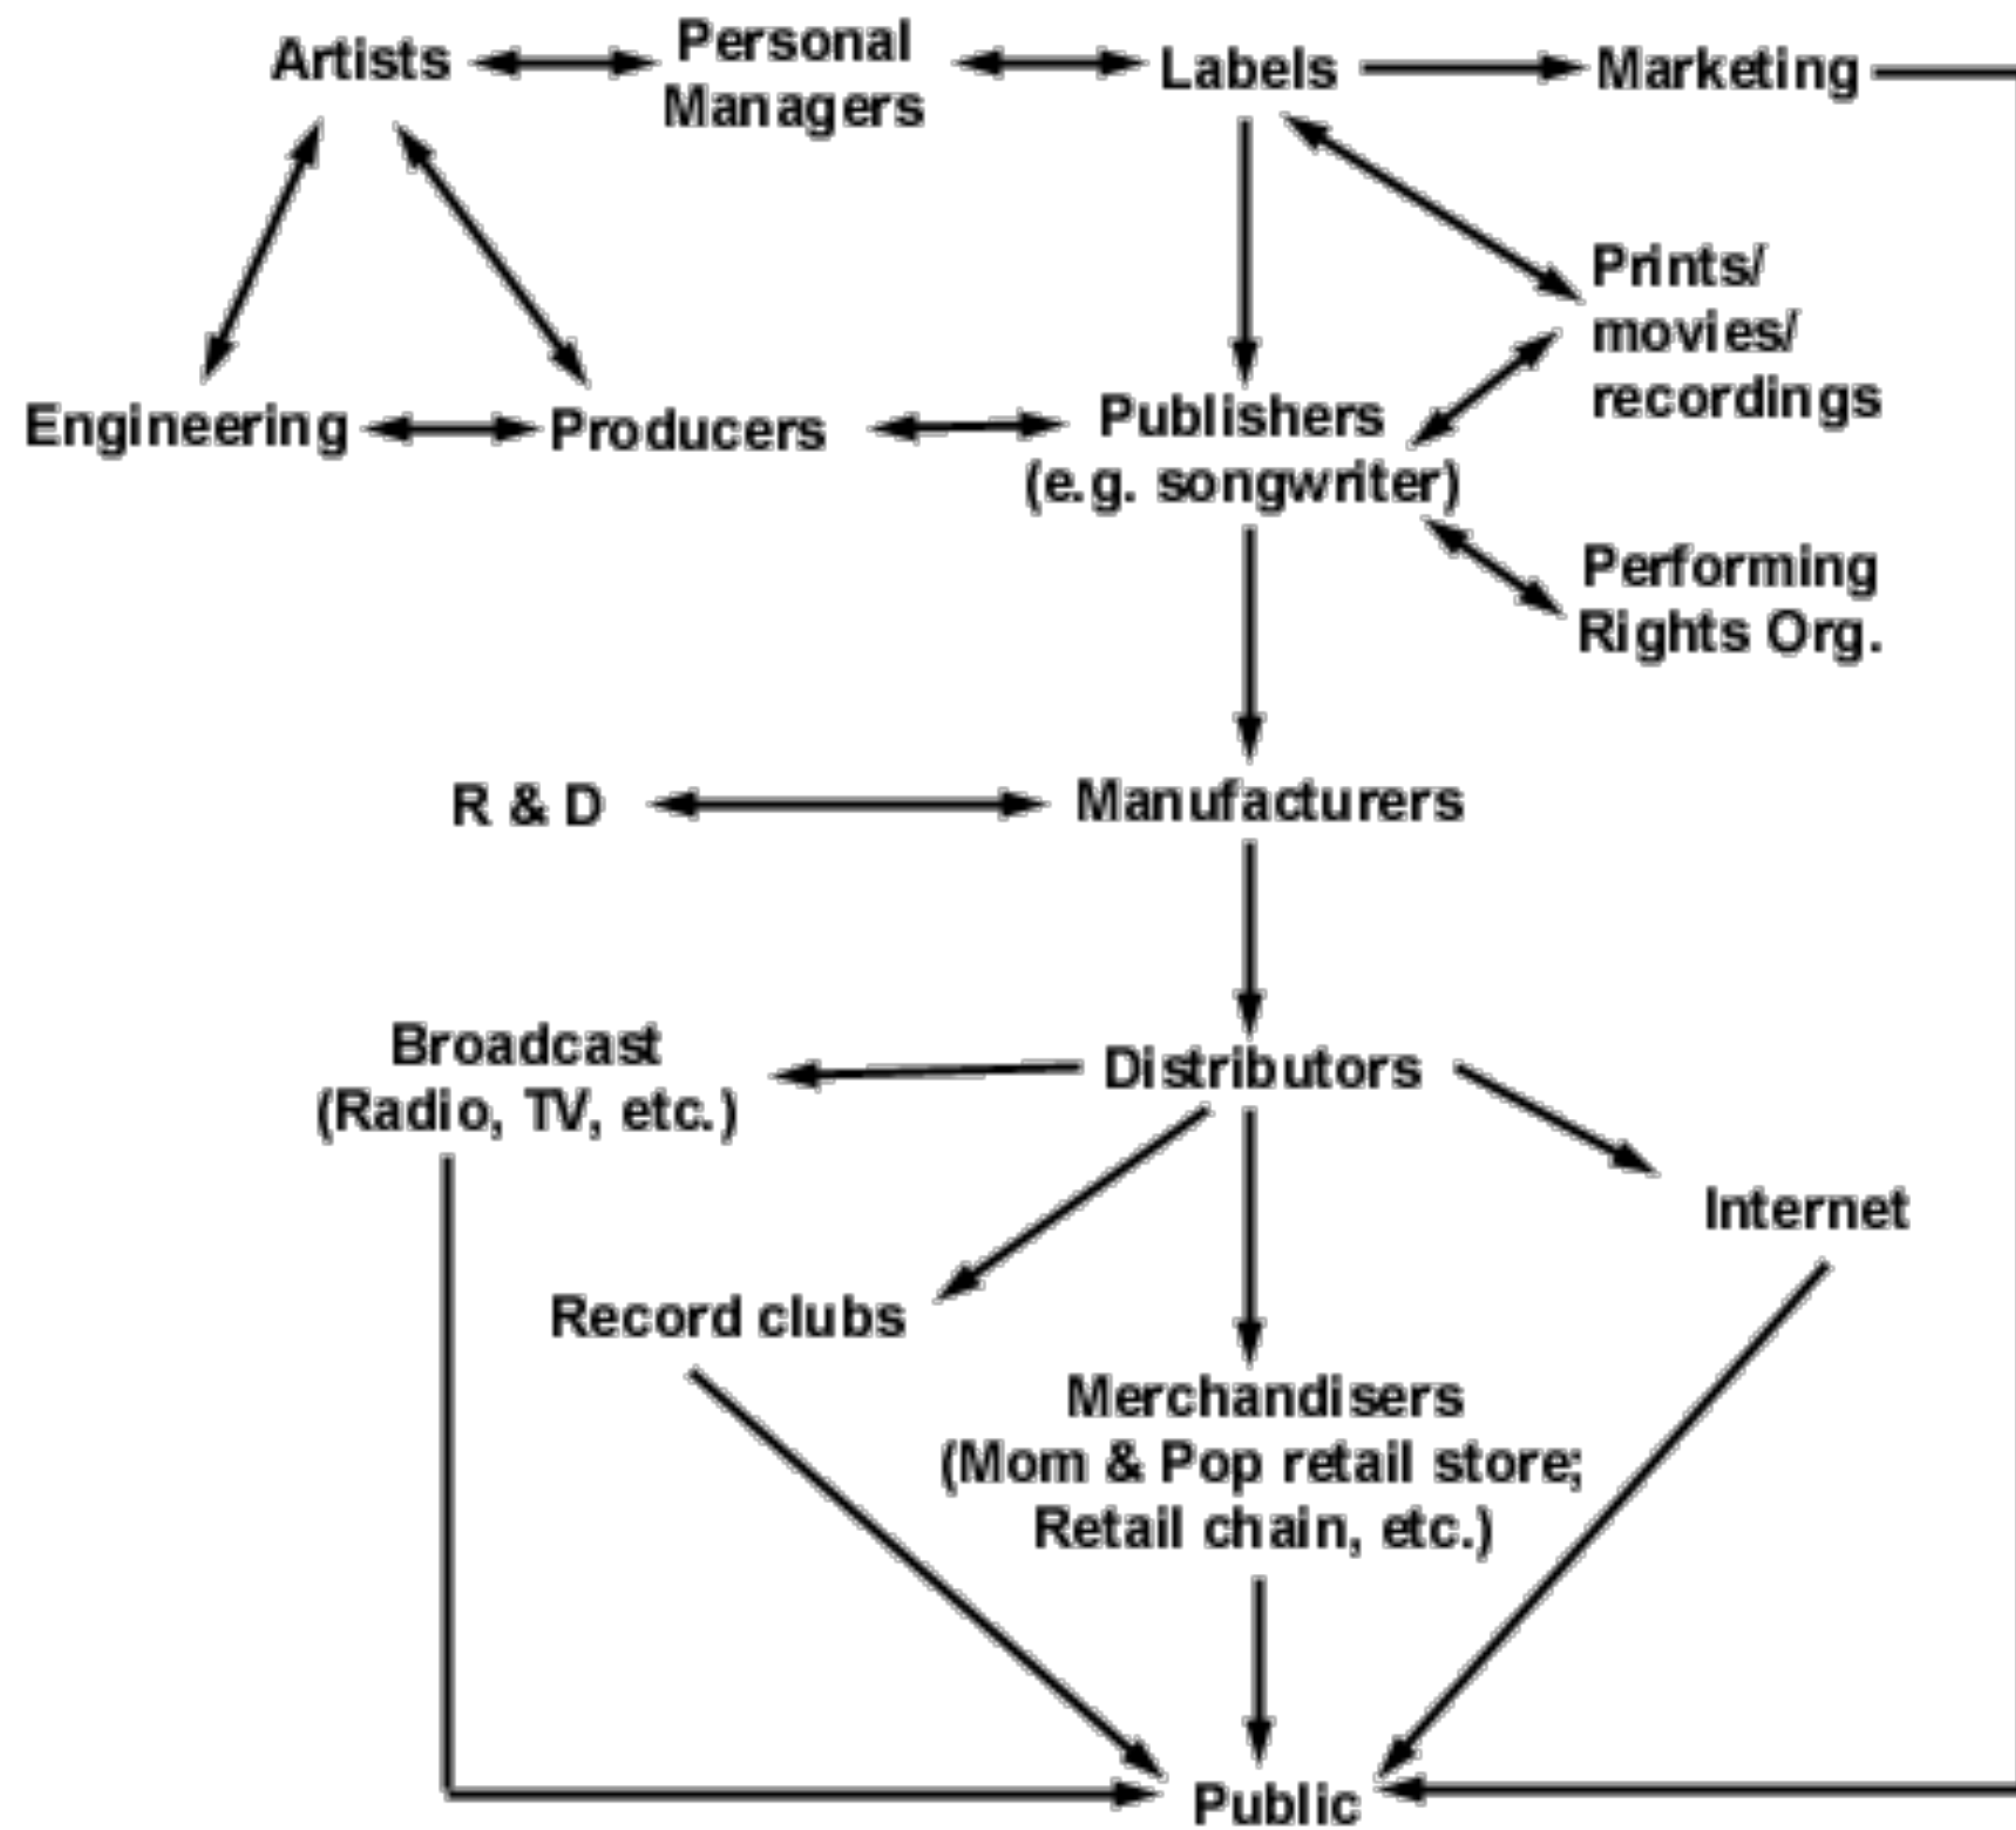 Artists
Personal
Managers
Labels
Marketing
Prints/
movies/
recordings
Engineering
Producers
Publishers
(e.g. songwriter)
Performing
Rights Org.
R & D
Manufacturers
Broadcast
(Radio, TV, etc.)
Distributors
Internet
Record clubs
Merchandisers
(Mom & Pop retail store;
Retail chain, etc.)
Public